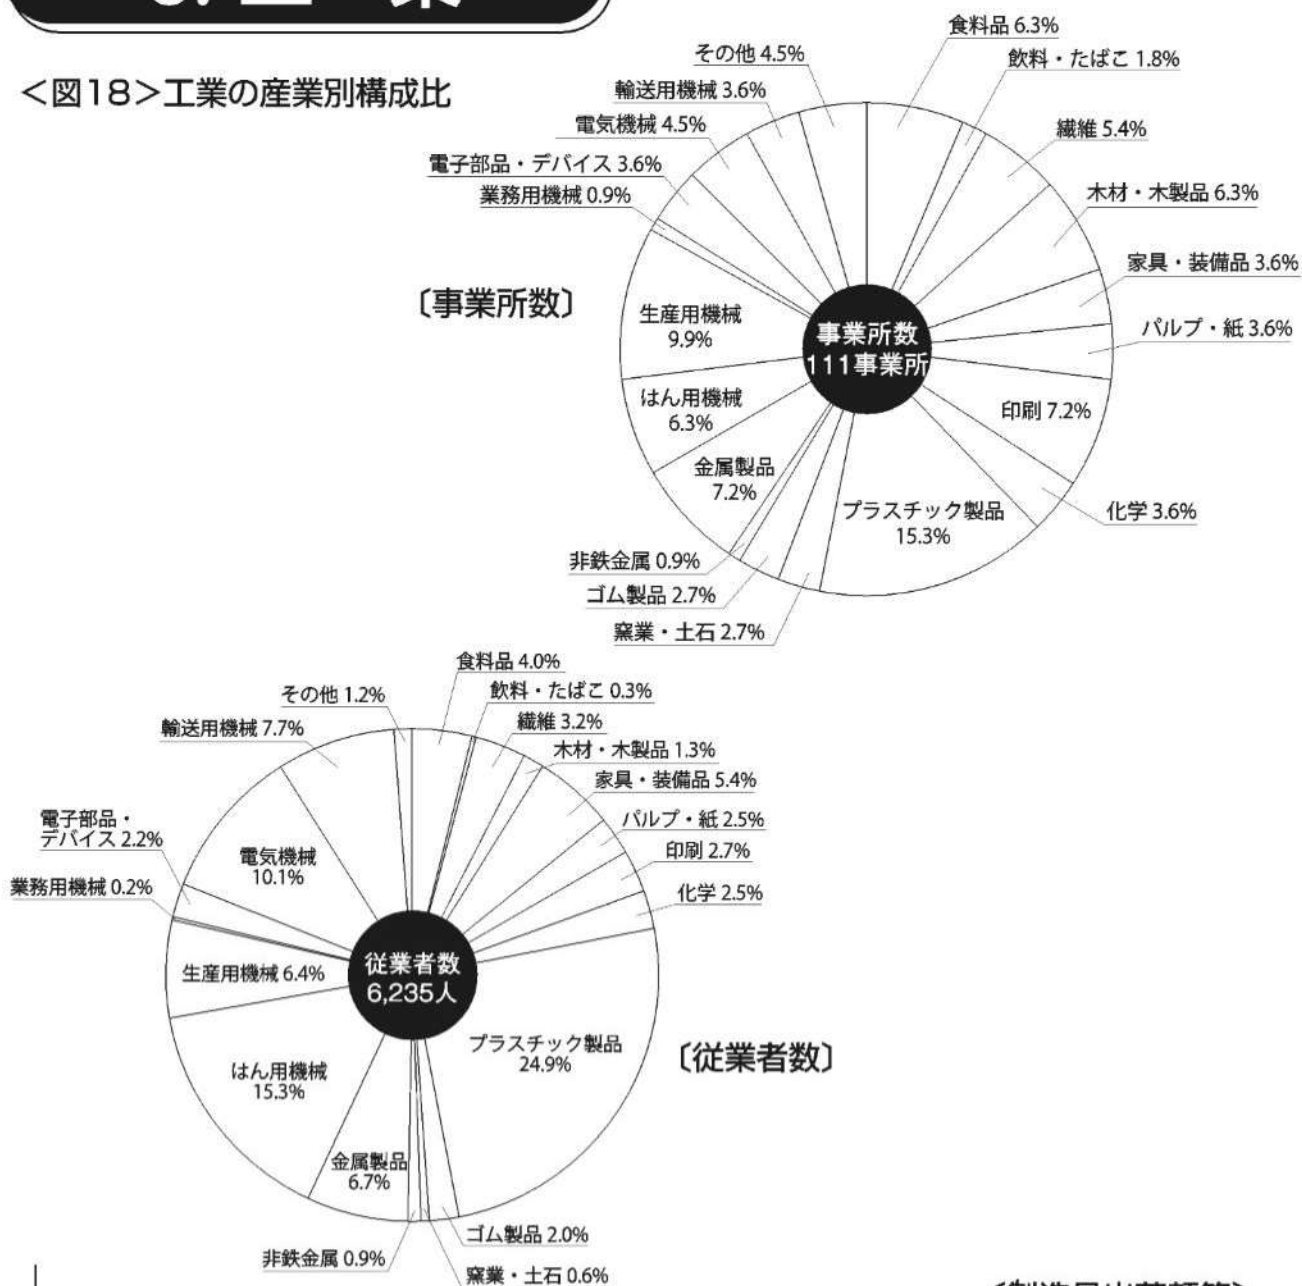 ＜図18＞工業の産業別構成比
〔事業所数〕
事業所数
111事業所
食料品 6.3%
飲料・たばこ 1.8%
繊維 5.4%
木材・木製品 6.3%
家具・装備品 3.6%
パルプ・紙 3.6%
印刷 7.2%
化学 3.6%
プラスチック製品
15.3%
窯業・土石 2.7%
ゴム製品 2.7%
非鉄金属 0.9%
金属製品
7.2%
はん用機械
6.3%
生産用機械
9.9%
業務用機械 0.9%
電子部品・デバイス 3.6%
電気機械 4.5%
輸送用機械 3.6%
その他 4.5%
〔従業者数〕
従業者数
6,235人
食料品 4.0%
飲料・たばこ 0.3%
繊維 3.2%
木材・木製品 1.3%
家具・装備品 5.4%
パルプ・紙 2.5%
印刷 2.7%
化学 2.5%
プラスチック製品
24.9%
ゴム製品 2.0%
窯業・土石 0.6%
非鉄金属 0.9%
金属製品
6.7%
はん用機械
15.3%
生産用機械 6.4%
業務用機械 0.2%
電子部品・
デバイス 2.2%
電気機械
10.1%
輸送用機械 7.7%
その他 1.2%